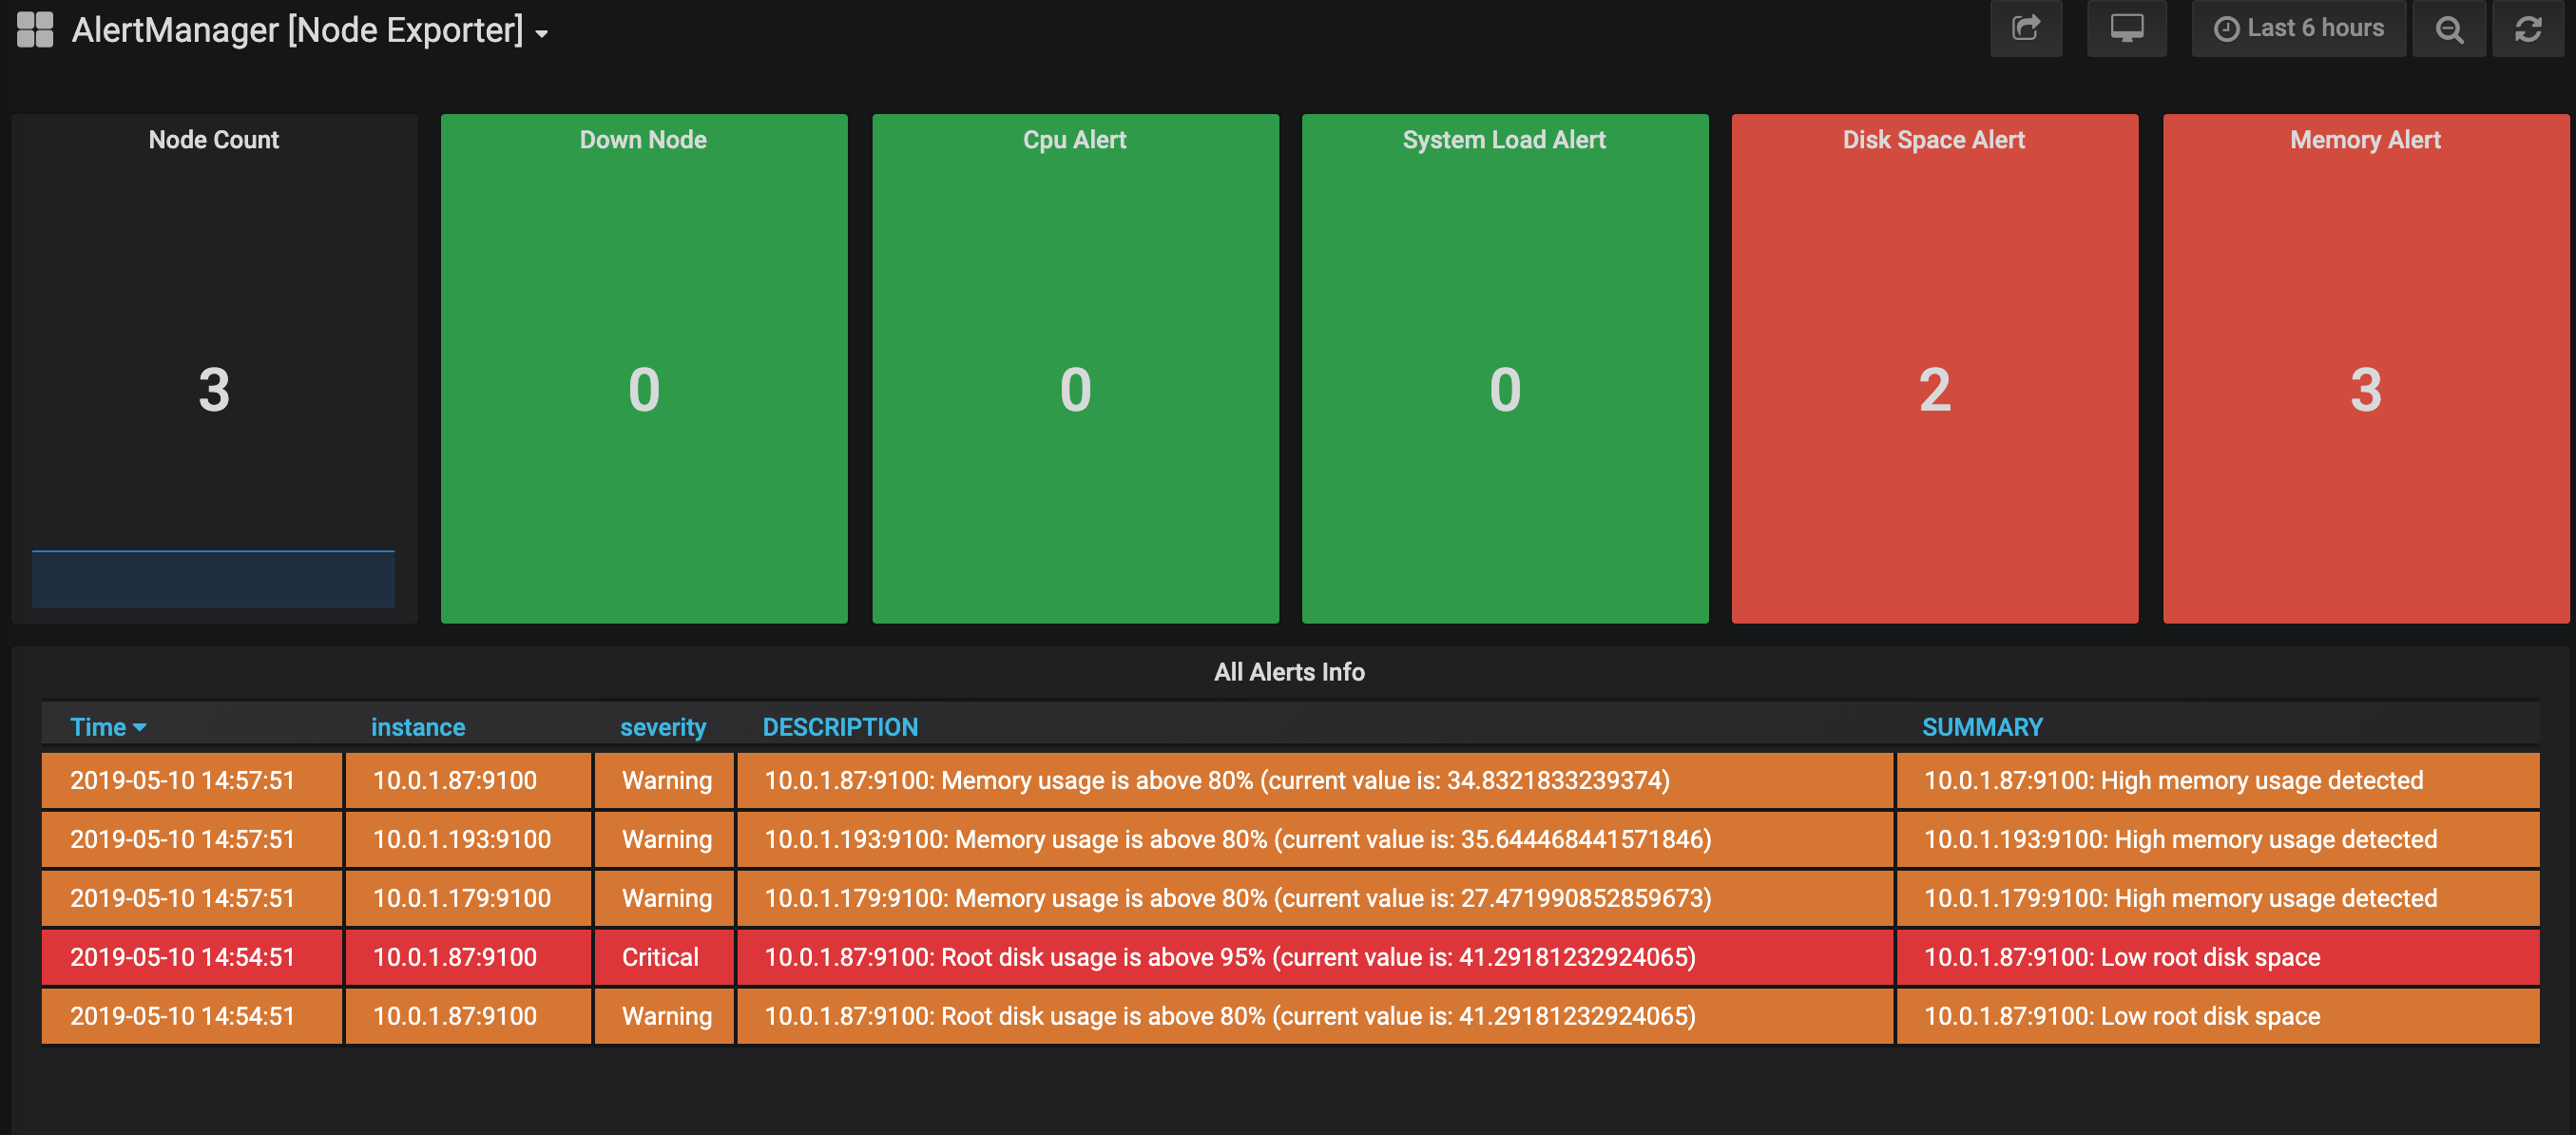 AlertManager [Node Exporter]
Last 6 hours
Node Count
Down Node
Cpu Alert
System Load Alert
Disk Space Alert
Memory Alert
3
0
0
0
2
3
All Alerts Info
Time instance severity DESCRIPTION SUMMARY
2019-05-10 14:57:51 10.0.1.87:9100 Warning 10.0.1.87:9100: Memory usage is above 80% (current value is: 34.8321833239374) 10.0.1.87:9100: High memory usage detected
2019-05-10 14:57:51 10.0.1.193:9100 Warning 10.0.1.193:9100: Memory usage is above 80% (current value is: 35.644468441571846) 10.0.1.193:9100: High memory usage detected
2019-05-10 14:57:51 10.0.1.179:9100 Warning 10.0.1.179:9100: Memory usage is above 80% (current value is: 27.471990852859673) 10.0.1.179:9100: High memory usage detected
2019-05-10 14:54:51 10.0.1.87:9100 Critical 10.0.1.87:9100: Root disk usage is above 95% (current value is: 41.29181232924065) 10.0.1.87:9100: Low root disk space
2019-05-10 14:54:51 10.0.1.87:9100 Warning 10.0.1.87:9100: Root disk usage is above 80% (current value is: 41.29181232924065) 10.0.1.87:9100: Low root disk space